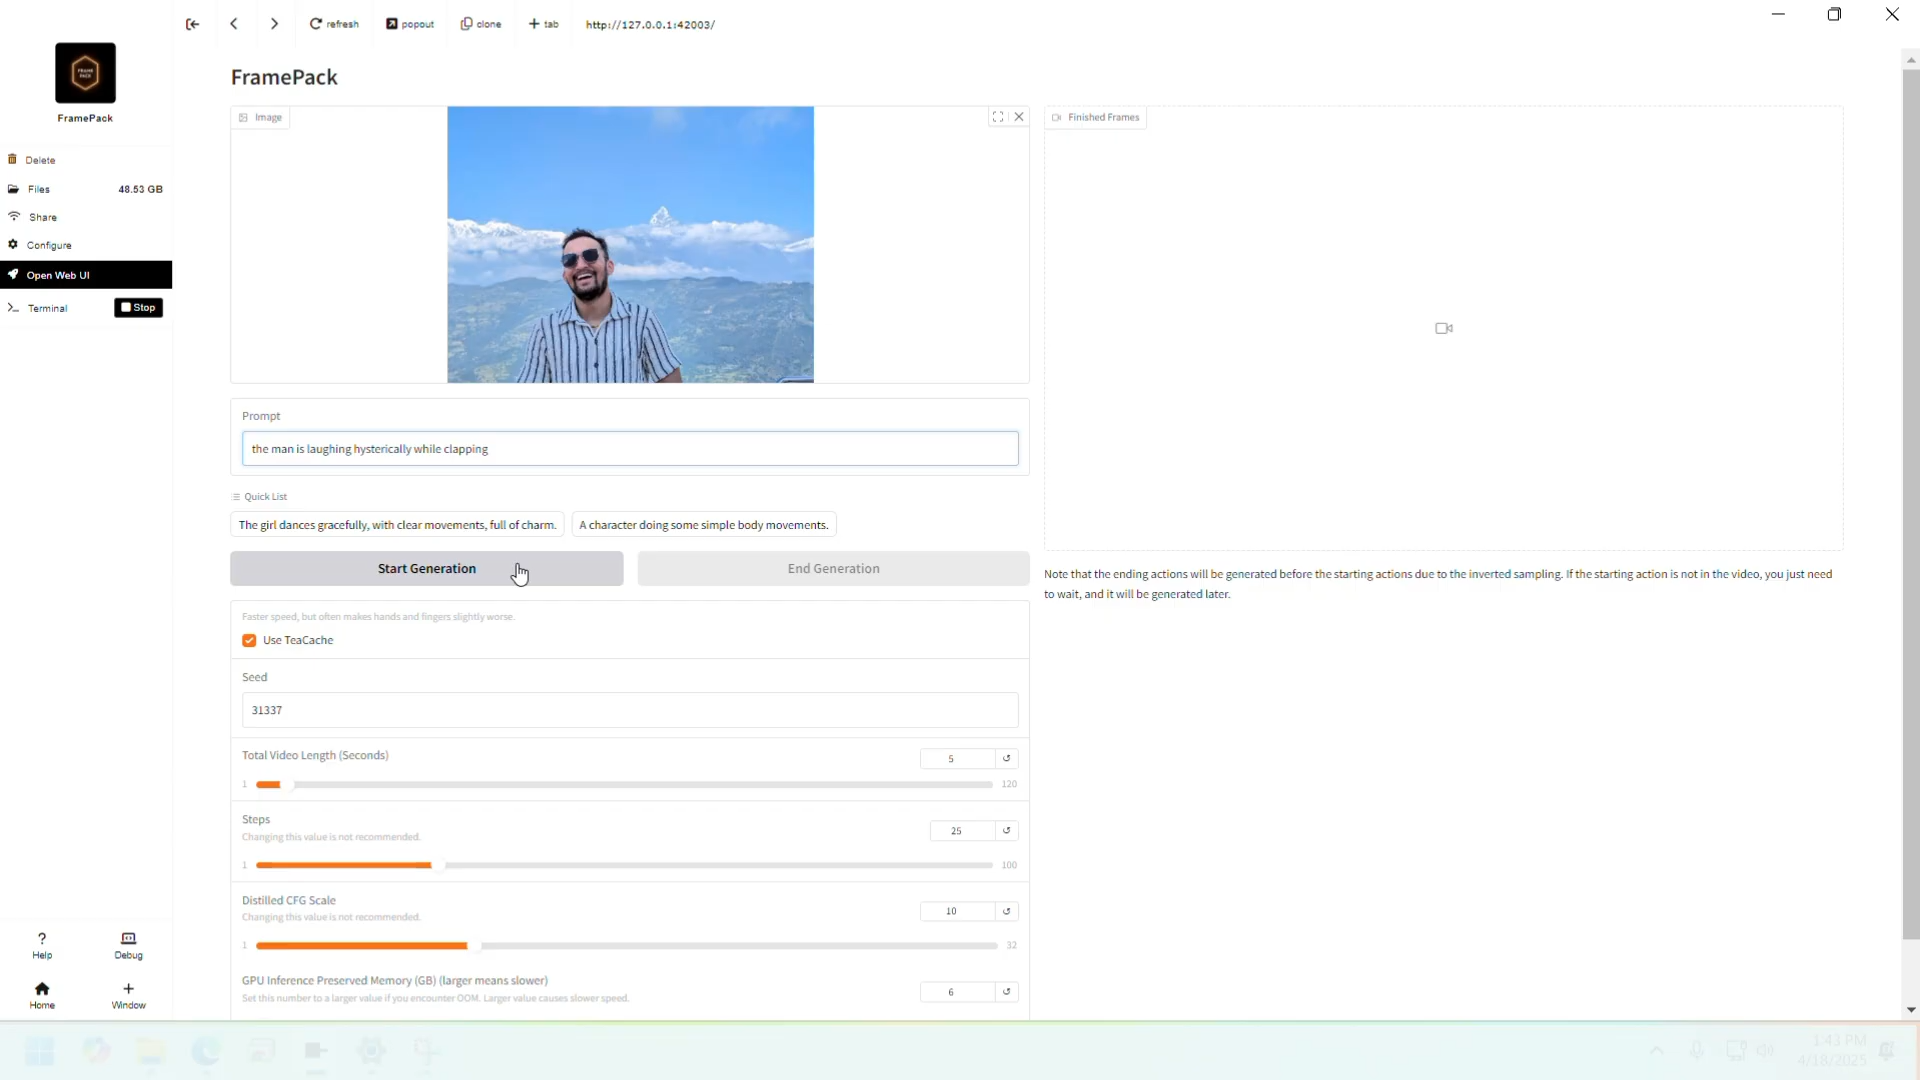 refresh
popout
clone
tab
http://127.0.0.1:42003/
FramePack
Delete
Files 48.53 GB
Share
Configure
Open Web UI
Terminal Stop
Help
Debug
Home
Window
FramePack
Image
Prompt
the man is laughing hysterically while clapping
Quick List
The girl dances gracefully, with clear movements, full of charm.
A character doing some simple body movements.
Start Generation
End Generation
Faster speed, but often makes hands and fingers slightly worse.
Use TeaCache
Seed
31337
Total Video Length (Seconds) 5
1 120
Steps
Changing this value is not recommended. 25
1 100
Distilled CFG Scale
Changing this value is not recommended. 10
1 32
GPU Inference Preserved Memory (GB) (larger means slower)
Set this number to a larger value if you encounter OOM. Larger value causes slower speed. 6
Finished Frames
Note that the ending actions will be generated before the starting actions due to the inverted sampling. If the starting action is not in the video, you just need
to wait, and it will be generated later.
1:43 PM
4/18/2025